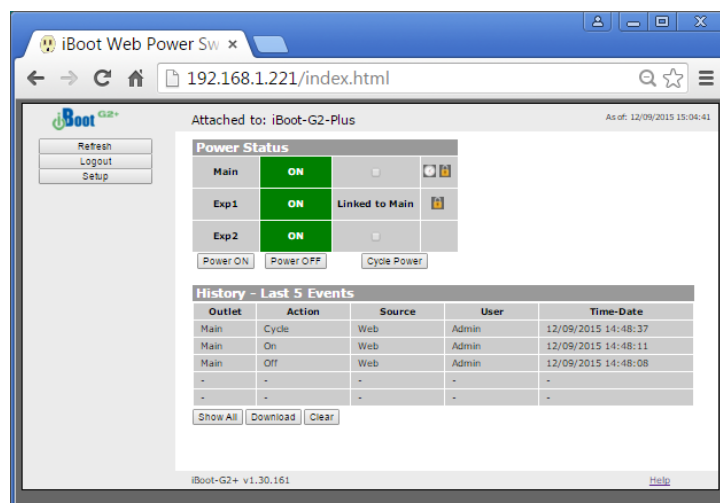 iBoot Web Power Sw
192.168.1.221/index.html
iBoot G2+
Attached to: iBoot-G2-Plus
As of: 12/09/2015 15:04:41
Refresh
Logout
Setup
Power Status
Main ON
Exp1 ON Linked to Main
Exp2 ON
Power ON Power OFF Cycle Power
History - Last 5 Events
Outlet Action Source User Time-Date
Main Cycle Web Admin 12/09/2015 14:48:37
Main On Web Admin 12/09/2015 14:48:11
Main Off Web Admin 12/09/2015 14:48:08
- - - - -
- - - - -
Show All Download Clear
iBoot-G2+ v1.30.161
Help